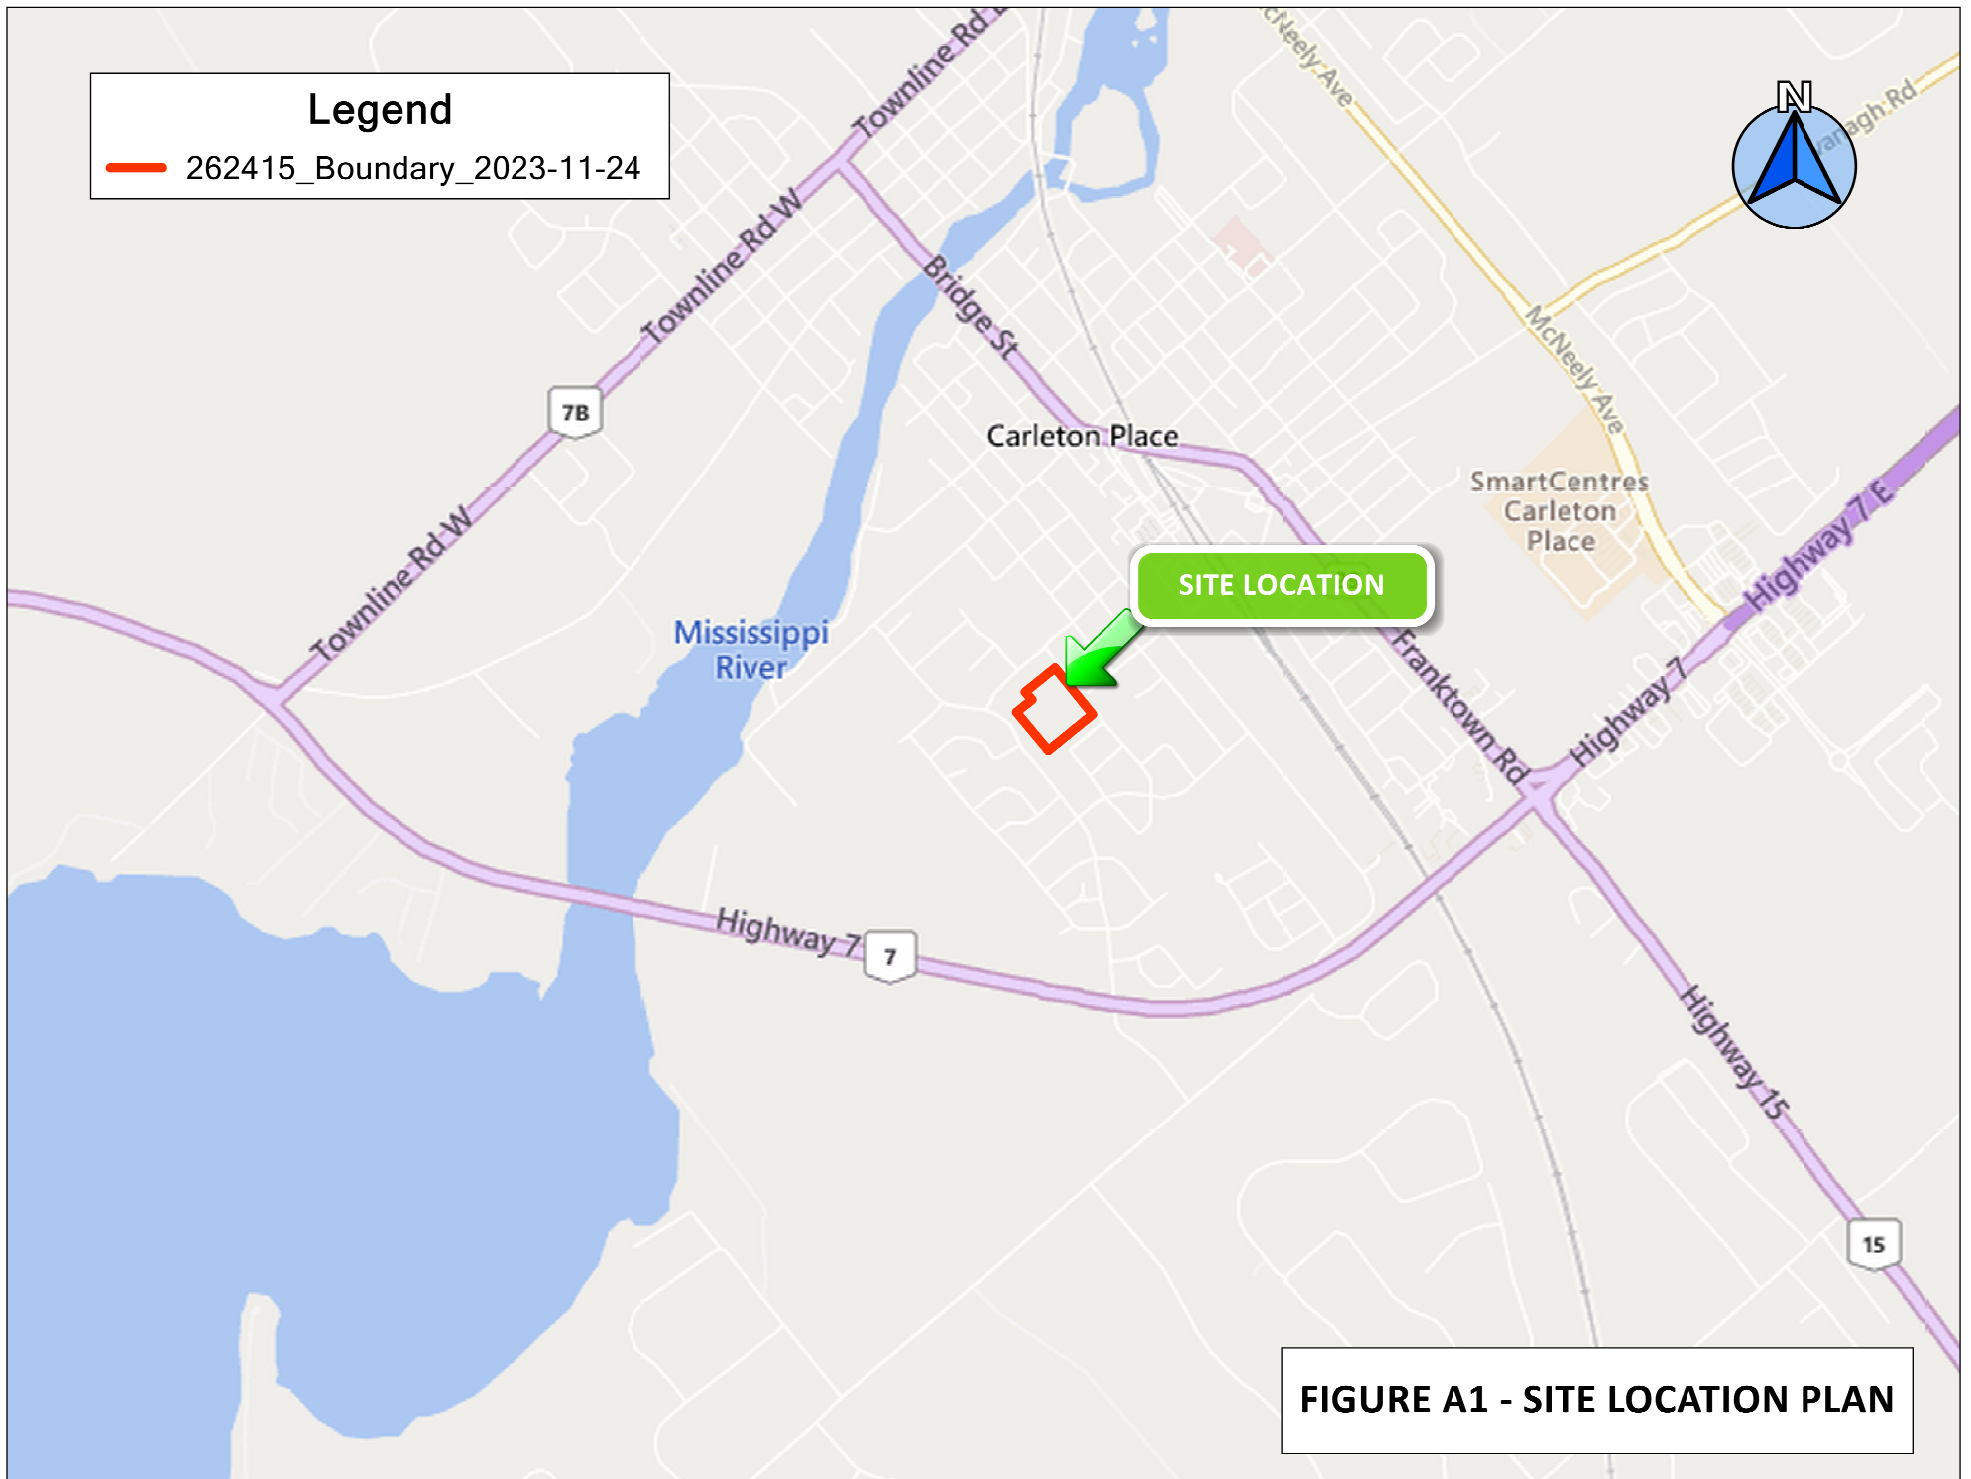 Townline Rd
McNeely Ave
N
Legend
262415_Boundary_2023-11-24
Townline Rd W
Bridge St
McNeely Ave
7B
Carleton Place
SmartCentres
Carleton
Place
Highway 7 E
Townline Rd W
SITE LOCATION
Mississippi
River
Franktown Rd
Highway 7
Highway 7
7
Highway 15
15
FIGURE A1 - SITE LOCATION PLAN